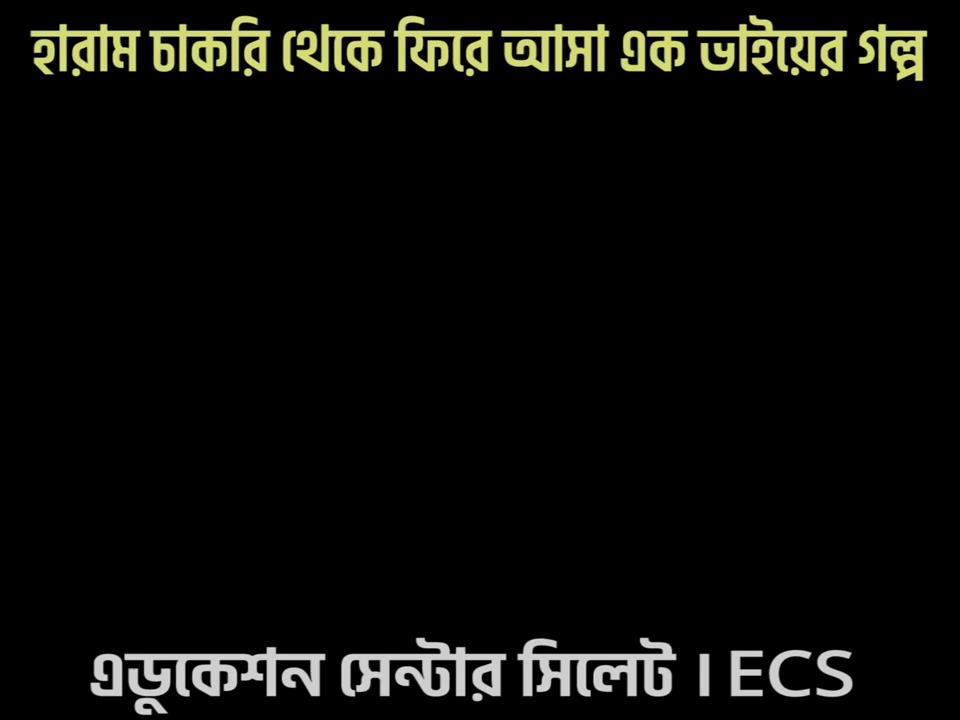 হারাম চাকরি থেকে ফিরে আসা এক ভাইয়ের গল্প
এডুকেশন সেন্টার সিলেট । ECS